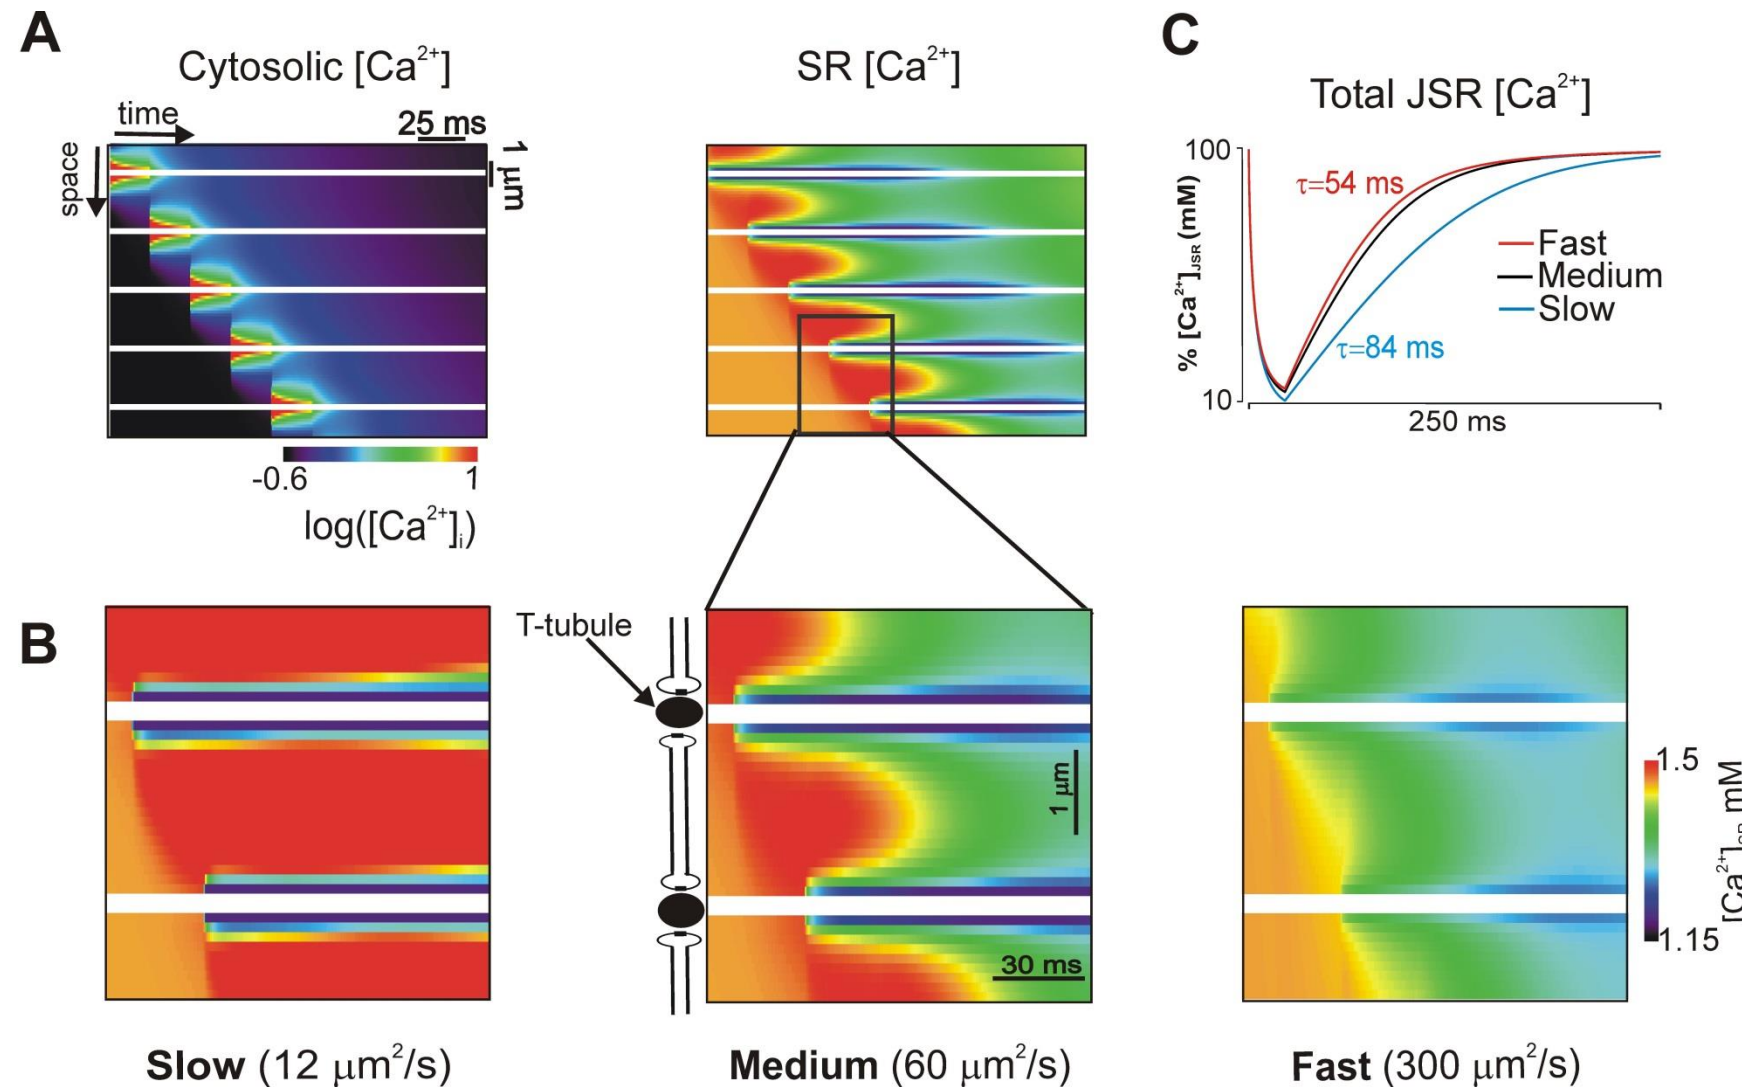 A
Cytosolic [Ca²⁺]
time
25 ms
1 μm
space
-0.6
1
log([Ca²⁺]ᵢ)
SR [Ca²⁺]
C
Total JSR [Ca²⁺]
100
10
% [Ca²⁺]JSR (mM)
τ=54 ms
τ=84 ms
Fast
Medium
Slow
250 ms
B
T-tubule
1 μm
30 ms
1.5
1.15
[Ca²⁺]SR mM
Slow (12 μm²/s)
Medium (60 μm²/s)
Fast (300 μm²/s)